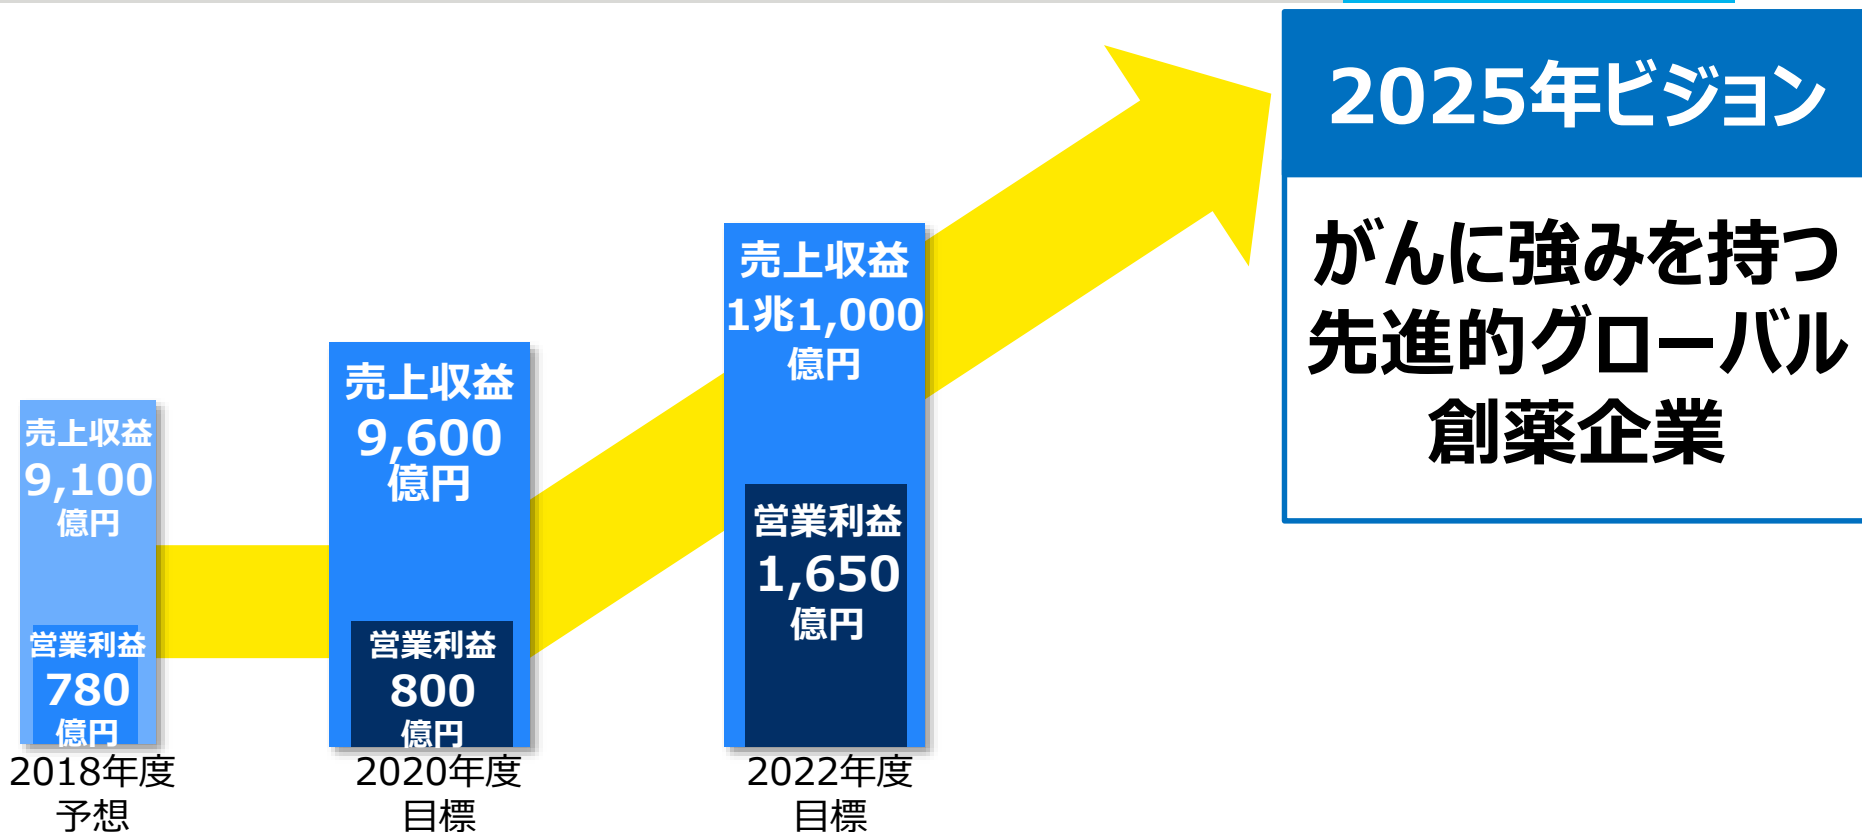 2025年ビジョン
がんに強みを持つ
先進的グローバル
創薬企業
売上収益
9,100
億円
営業利益
780
億円
2018年度
予想
売上収益
9,600
億円
営業利益
800
億円
2020年度
目標
売上収益
1兆1,000
億円
営業利益
1,650
億円
2022年度
目標